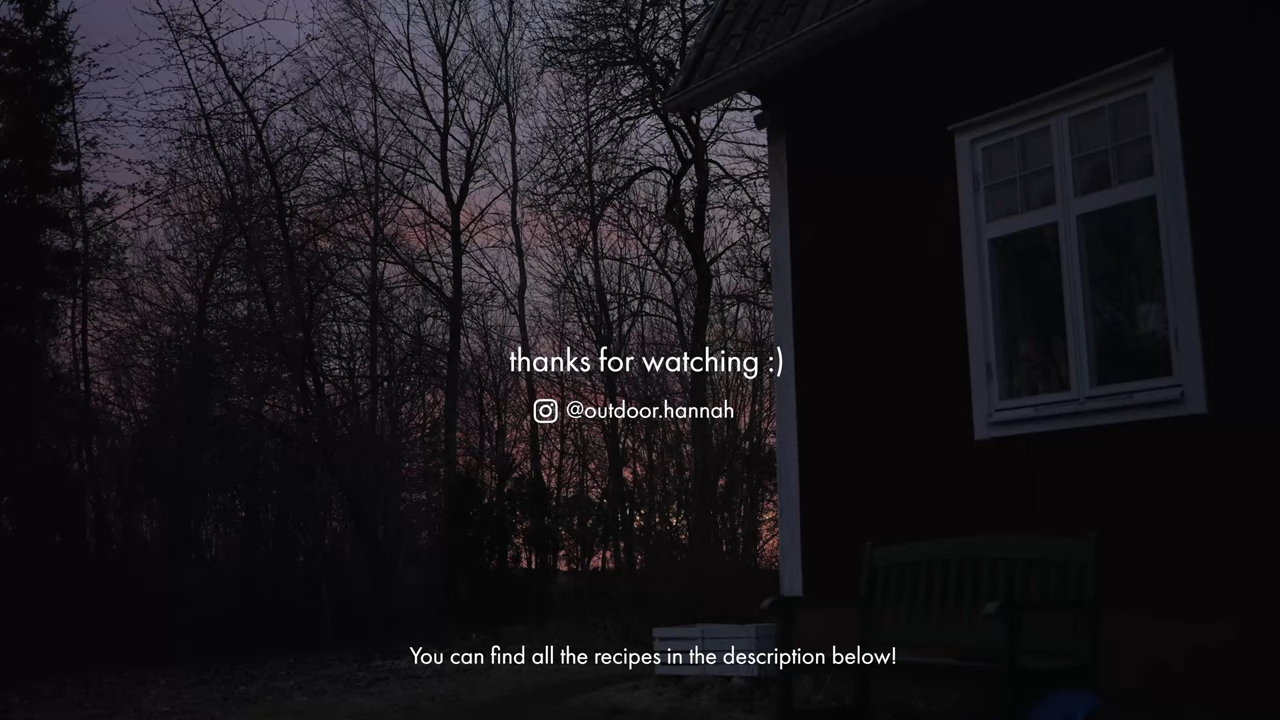 thanks for watching :)
@outdoor.hannah
You can find all the recipes in the description below!